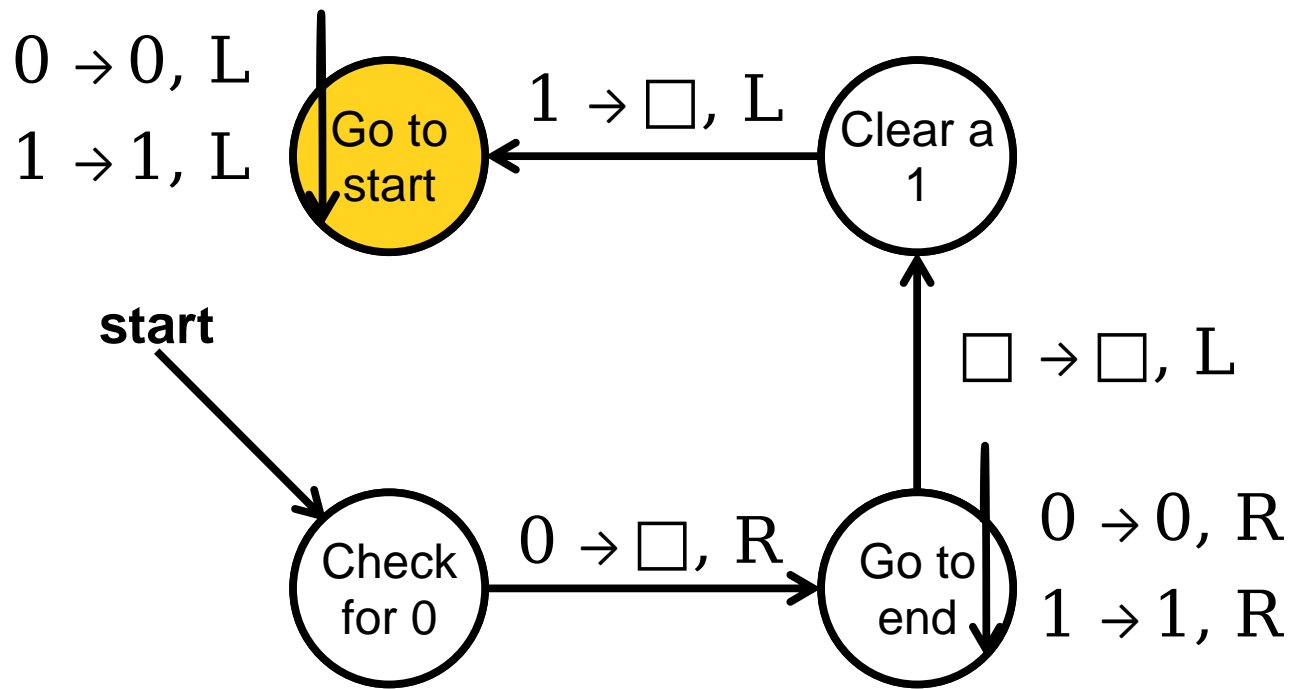 0 → 0, L
1 → 1, L
Go to
start
1 → □, L
Clear a
1
start
□ → □, L
Check
for 0
0 → □, R
Go to
end
0 → 0, R
1 → 1, R